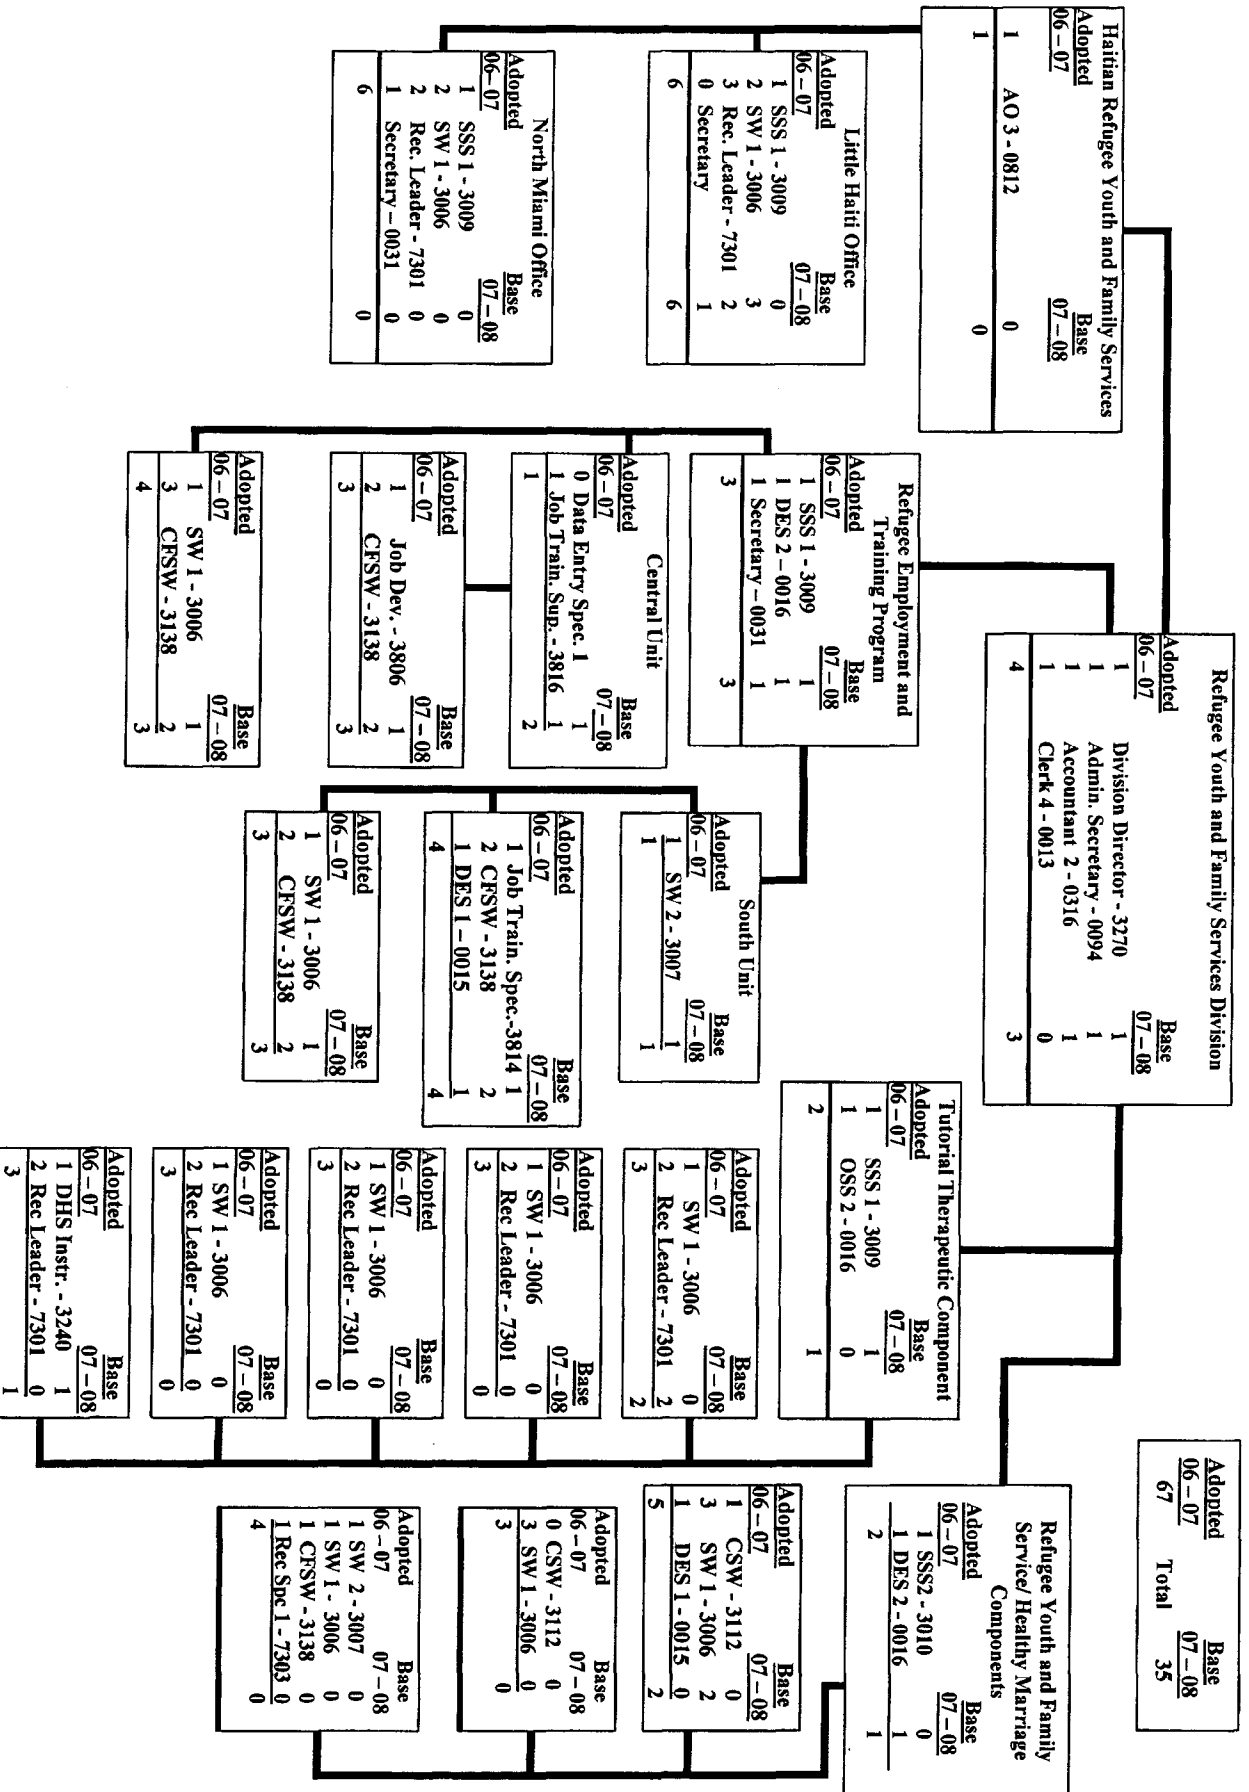 Refugee Youth and Family Services Division
Adopted Base
06 – 07 07 – 08
1 Division Director - 3270 1
1 Admin. Secretary - 0094 1
1 Accountant 2 - 0316 1
1 Clerk 4 - 0013 0
4 3
Adopted Base
06 – 07 07 – 08
67 Total 35
Haitian Refugee Youth and Family Services
Adopted Base
06 – 07 07 – 08
1 AO 3 - 0812 0
1 0
Little Haiti Office
Adopted Base
06 – 07 07 – 08
1 SSS 1 - 3009 0
2 SW 1 - 3006 3
3 Rec. Leader - 7301 2
0 Secretary 1
6 6
North Miami Office
Adopted Base
06 – 07 07 – 08
1 SSS 1 - 3009 0
2 SW 1 - 3006 0
2 Rec. Leader - 7301 0
1 Secretary – 0031 0
6 0
Refugee Employment and
Training Program
Adopted Base
06 – 07 07 – 08
1 SSS 1 - 3009 1
1 DES 2 – 0016 1
1 Secretary – 0031 1
3 3
Central Unit
Adopted Base
06 – 07 07 – 08
0 Data Entry Spec. 1 1
1 Job Train. Sup. - 3816 1
1 2
Adopted Base
06 – 07 07 – 08
1 Job Dev. - 3806 1
2 CFSW - 3138 2
3 3
Adopted Base
06 – 07 07 – 08
1 SW 1 - 3006 1
3 CFSW - 3138 2
4 3
South Unit
Adopted Base
06 – 07 07 – 08
1 SW 2 - 3007 1
1 1
Adopted Base
06 – 07 07 – 08
1 Job Train. Spec.-3814 1
2 CFSW - 3138 2
1 DES 1 – 0015 1
4 4
Adopted Base
06 – 07 07 – 08
1 SW 1 - 3006 1
2 CFSW - 3138 2
3 3
Tutorial Therapeutic Component
Adopted Base
06 – 07 07 – 08
1 SSS 1 - 3009 1
1 OSS 2 - 0016 0
2 1
Adopted Base
06 – 07 07 – 08
1 SW 1 - 3006 0
2 Rec Leader - 7301 2
3 2
Adopted Base
06 – 07 07 – 08
1 SW 1 - 3006 0
2 Rec Leader - 7301 0
3 0
Adopted Base
06 – 07 07 – 08
1 SW 1 - 3006 0
2 Rec Leader - 7301 0
3 0
Adopted Base
06 – 07 07 – 08
1 SW 1 - 3006 0
2 Rec Leader - 7301 0
3 0
Adopted Base
06 – 07 07 – 08
1 DHS Instr. - 3240 1
2 Rec Leader - 7301 0
3 1
Refugee Youth and Family
Service/ Healthy Marriage
Components
Adopted Base
06 – 07 07 – 08
1 SSS2 - 3010 0
1 DES 2 - 0016 1
2 1
Adopted Base
06 – 07 07 – 08
1 CSW - 3112 0
3 SW 1 - 3006 2
1 DES 1 - 0015 0
5 2
Adopted Base
06 – 07 07 – 08
0 CSW - 3112 0
3 SW 1 - 3006 0
3 0
Adopted Base
06 – 07 07 – 08
1 SW 2 - 3007 0
1 SW 1 - 3006 0
1 CFSW - 3138 0
1 Rec Spc 1 - 7303 0
4 0